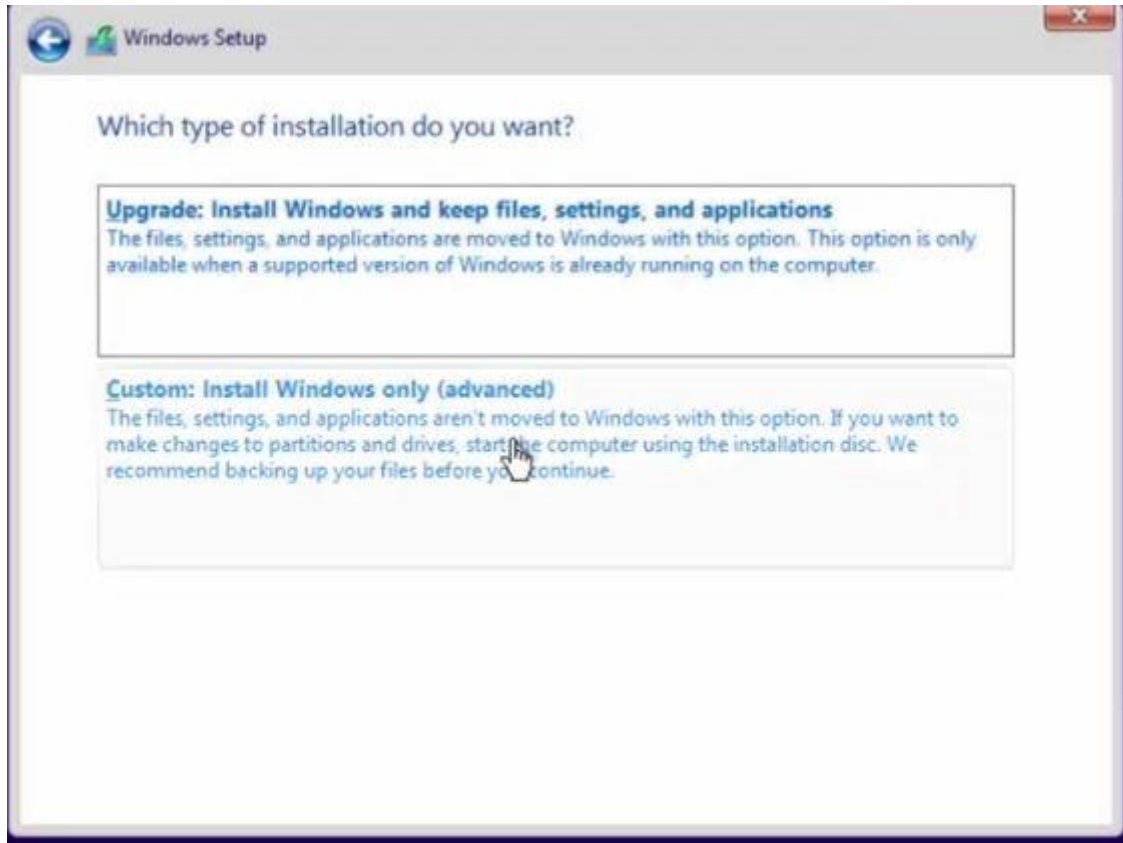 Windows Setup
Which type of installation do you want?
Upgrade: Install Windows and keep files, settings, and applications
The files, settings, and applications are moved to Windows with this option. This option is only
available when a supported version of Windows is already running on the computer.
Custom: Install Windows only (advanced)
The files, settings, and applications aren't moved to Windows with this option. If you want to
make changes to partitions and drives, start the computer using the installation disc. We
recommend backing up your files before you continue.